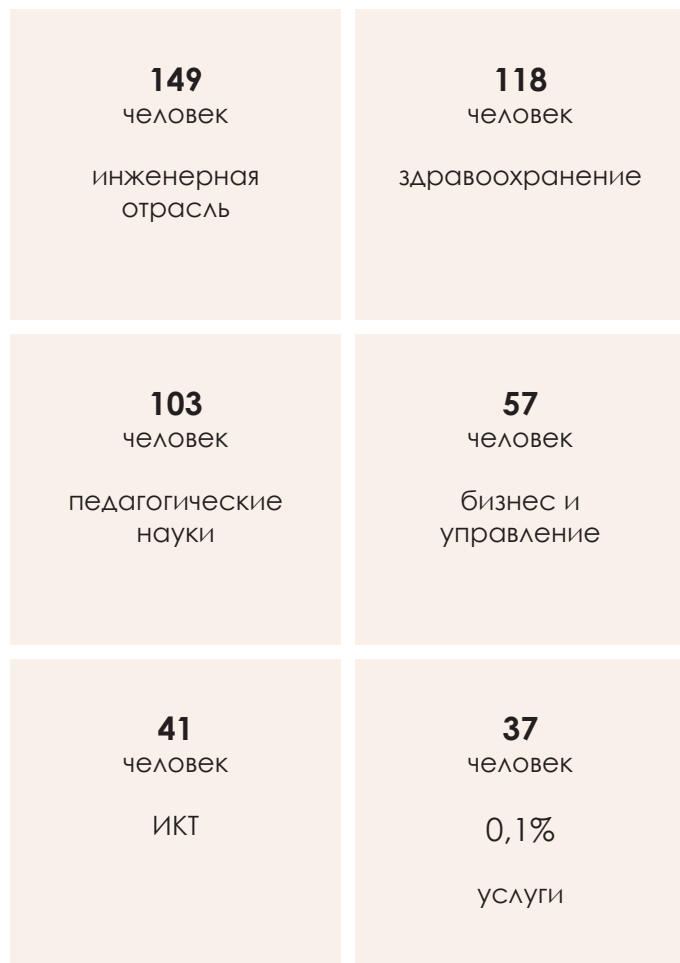 149
человек
инженерная
отрасль
118
человек
здравоохранение
103
человек
педагогические
науки
57
человек
бизнес и
управление
41
человек
ИКТ
37
человек
0,1%
услуги